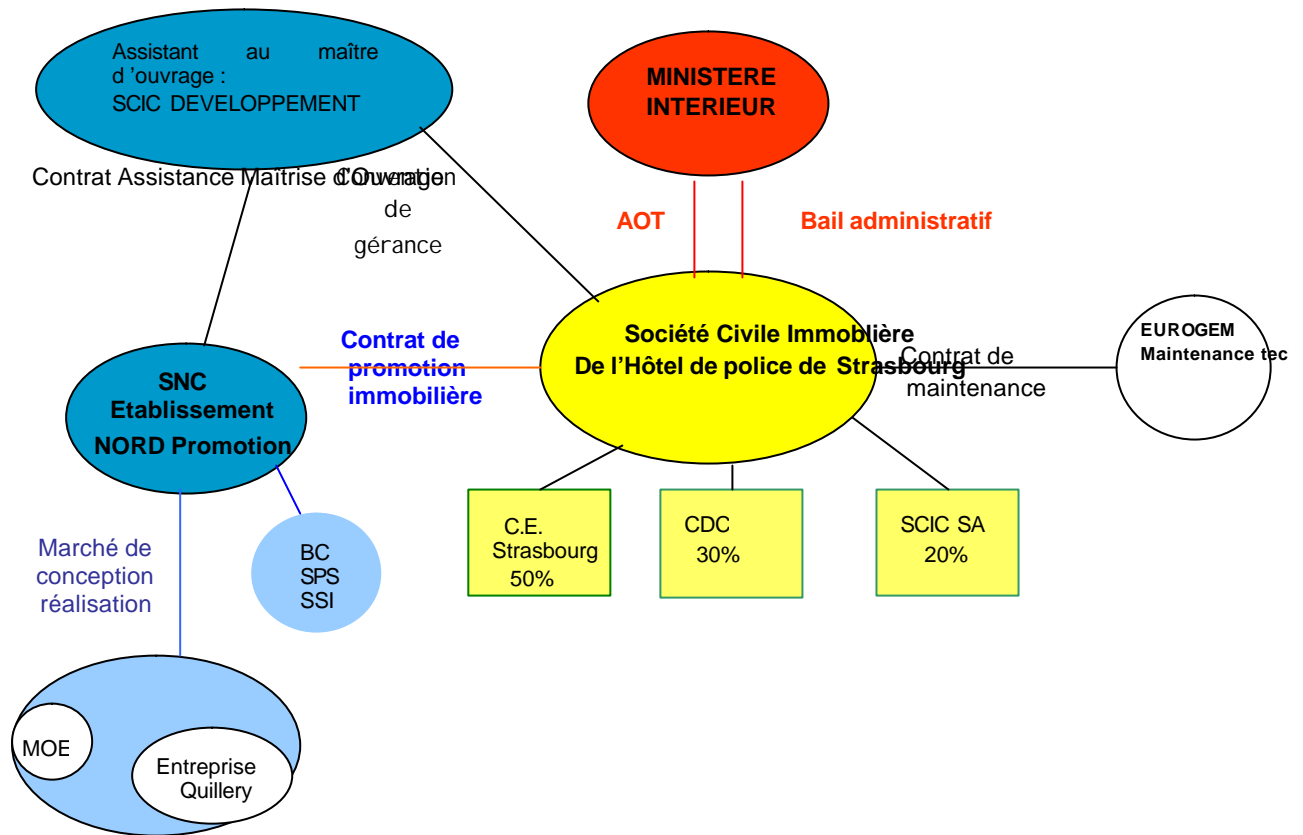 Assistant au maître
d 'ouvrage :
SCIC DEVELOPPEMENT
MINISTERE
INTERIEUR
Contrat Assistance Maîtrise d'Ouvrage
Convention
de
gérance
AOT
Bail administratif
Contrat de
promotion
immobilière
Société Civile Immoblière
De l'Hôtel de police de Strasbourg
Contrat de
maintenance
EUROGEM
Maintenance tec
SNC
Etablissement
NORD Promotion
C.E.
Strasbourg
50%
CDC
30%
SCIC SA
20%
Marché de
conception
réalisation
BC
SPS
SSI
MOE
Entreprise
Quillery